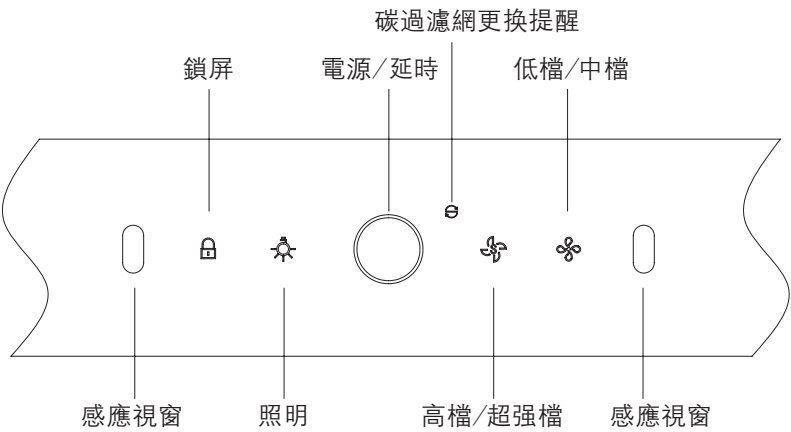 碳過濾網更换提醒
鎖屏 電源/延時 低檔/中檔
感應視窗 照明 高檔/超强檔 感應視窗